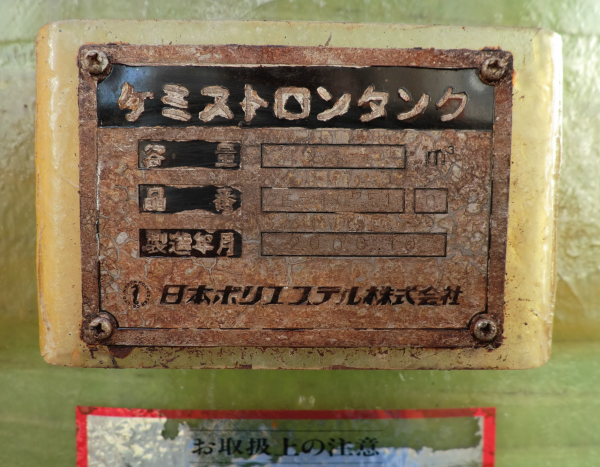 ケミストロンタンク
容量 m³
品番
製造年月
日本ポリエステル株式会社
お取扱上の注意